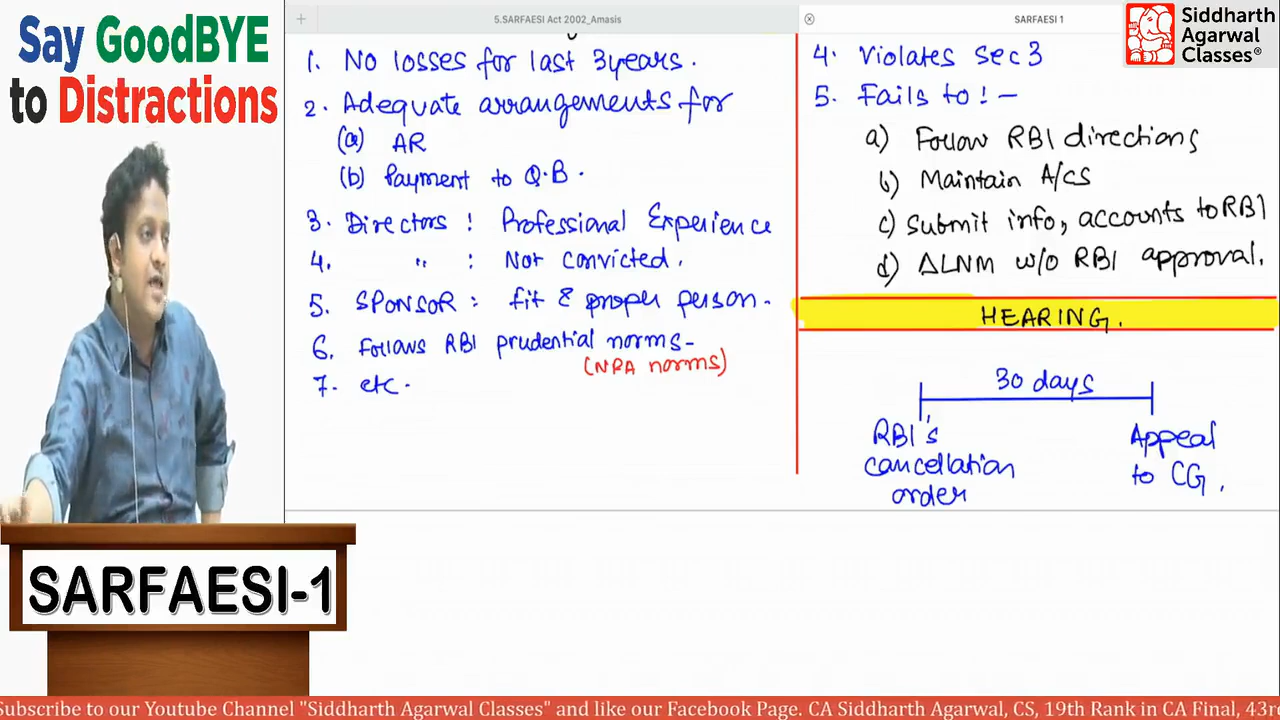 Say GoodBYE
to Distractions
5.SARFAESI Act 2002_Amasis
SARFAESI 1
Siddharth
Agarwal
Classes®
1. No losses for last 3 years.
2. Adequate arrangements for
(a) AR
(b) Payment to Q.B.
3. Directors : Professional Experience
4. " : Not convicted.
5. SPONSOR : fit & proper person.
6. Follows RBI prudential norms-
(NPA norms)
7. etc.
4. Violates sec 3
5. Fails to :-
a) Follow RBI directions
b) Maintain A/CS
c) Submit info, accounts to RBI
d) ΔLNM w/o RBI approval.
HEARING.
30 days
RBI's
cancellation
order
Appeal
to CG.
SARFAESI-1
Subscribe to our Youtube Channel "Siddharth Agarwal Classes" and like our Facebook Page. CA Siddharth Agarwal, CS, 19th Rank in CA Final, 43r